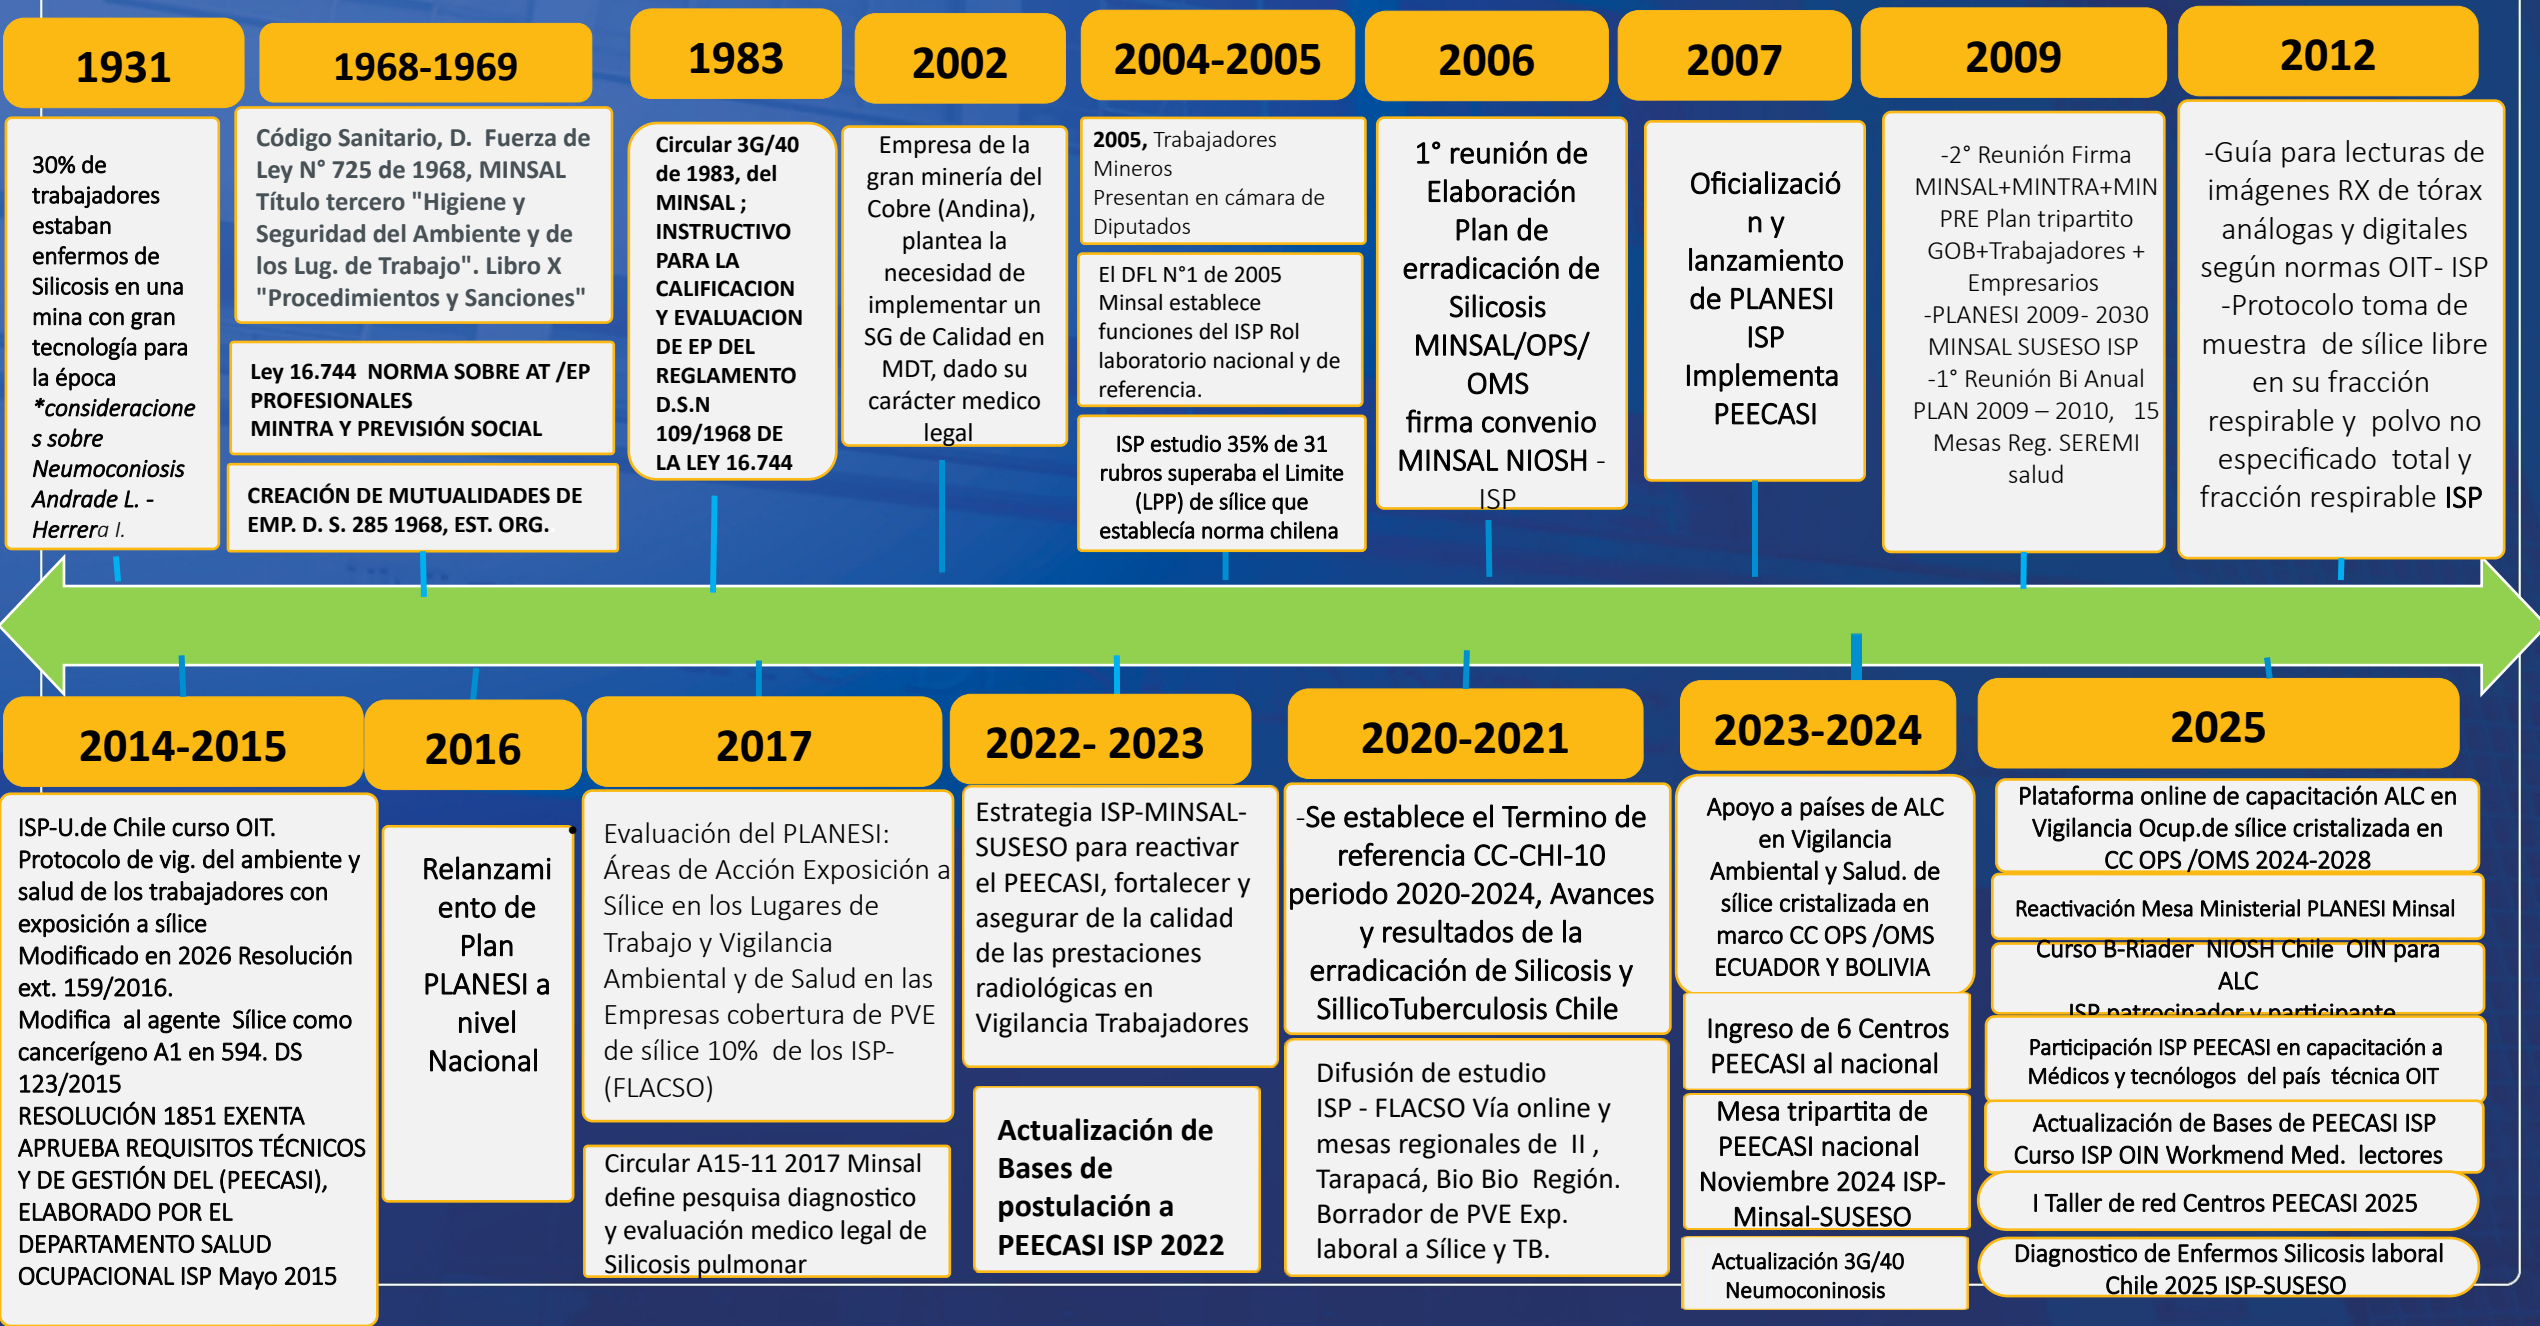 1931
30% de
trabajadores
estaban
enfermos de
Silicosis en una
mina con gran
tecnología para
la época
*consideracione
s sobre
Neumoconiosis
Andrade L. -
Herrera I.
1968-1969
Código Sanitario, D. Fuerza de
Ley N° 725 de 1968, MINSAL
Título tercero "Higiene y
Seguridad del Ambiente y de
los Lug. de Trabajo". Libro X
"Procedimientos y Sanciones"
Ley 16.744 NORMA SOBRE AT /EP
PROFESIONALES
MINTRA Y PREVISIÓN SOCIAL
CREACIÓN DE MUTUALIDADES DE
EMP. D. S. 285 1968, EST. ORG.
1983
Circular 3G/40
de 1983, del
MINSAL ;
INSTRUCTIVO
PARA LA
CALIFICACION
Y EVALUACION
DE EP DEL
REGLAMENTO
D.S.N
109/1968 DE
LA LEY 16.744
2002
Empresa de la
gran minería del
Cobre (Andina),
plantea la
necesidad de
implementar un
SG de Calidad en
MDT, dado su
carácter medico
legal
2004-2005
2005, Trabajadores
Mineros
Presentan en cámara de
Diputados
El DFL N°1 de 2005
Minsal establece
funciones del ISP Rol
laboratorio nacional y de
referencia.
ISP estudio 35% de 31
rubros superaba el Limite
(LPP) de sílice que
establecía norma chilena
2006
1° reunión de
Elaboración
Plan de
erradicación de
Silicosis
MINSAL/OPS/
OMS
firma convenio
MINSAL NIOSH -
ISP
2007
Oficializació
n y
lanzamiento
de PLANESI
ISP
Implementa
PEECASI
2009
-2° Reunión Firma
MINSAL+MINTRA+MIN
PRE Plan tripartito
GOB+Trabajadores +
Empresarios
-PLANESI 2009- 2030
MINSAL SUSESO ISP
-1° Reunión Bi Anual
PLAN 2009 – 2010, 15
Mesas Reg. SEREMI
salud
2012
-Guía para lecturas de
imágenes RX de tórax
análogas y digitales
según normas OIT- ISP
-Protocolo toma de
muestra de sílice libre
en su fracción
respirable y polvo no
especificado total y
fracción respirable ISP
2014-2015
ISP-U.de Chile curso OIT.
Protocolo de vig. del ambiente y
salud de los trabajadores con
exposición a sílice
Modificado en 2026 Resolución
ext. 159/2016.
Modifica al agente Sílice como
cancerígeno A1 en 594. DS
123/2015
RESOLUCIÓN 1851 EXENTA
APRUEBA REQUISITOS TÉCNICOS
Y DE GESTIÓN DEL (PEECASI),
ELABORADO POR EL
DEPARTAMENTO SALUD
OCUPACIONAL ISP Mayo 2015
2016
Relanzami
ento de
Plan
PLANESI a
nivel
Nacional
2017
• Evaluación del PLANESI:
Áreas de Acción Exposición a
Sílice en los Lugares de
Trabajo y Vigilancia
Ambiental y de Salud en las
Empresas cobertura de PVE
de sílice 10% de los ISP-
(FLACSO)
Circular A15-11 2017 Minsal
define pesquisa diagnostico
y evaluación medico legal de
Silicosis pulmonar
2022- 2023
Estrategia ISP-MINSAL-
SUSESO para reactivar
el PEECASI, fortalecer y
asegurar de la calidad
de las prestaciones
radiológicas en
Vigilancia Trabajadores
Actualización de
Bases de
postulación a
PEECASI ISP 2022
2020-2021
-Se establece el Termino de
referencia CC-CHI-10
periodo 2020-2024, Avances
y resultados de la
erradicación de Silicosis y
SillicoTuberculosis Chile
Difusión de estudio
ISP - FLACSO Vía online y
mesas regionales de II ,
Tarapacá, Bio Bio Región.
Borrador de PVE Exp.
laboral a Sílice y TB.
2023-2024
Apoyo a países de ALC
en Vigilancia
Ambiental y Salud. de
sílice cristalizada en
marco CC OPS /OMS
ECUADOR Y BOLIVIA
Ingreso de 6 Centros
PEECASI al nacional
Mesa tripartita de
PEECASI nacional
Noviembre 2024 ISP-
Minsal-SUSESO
Actualización 3G/40
Neumoconinosis
2025
Plataforma online de capacitación ALC en
Vigilancia Ocup.de sílice cristalizada en
CC OPS /OMS 2024-2028
Reactivación Mesa Ministerial PLANESI Minsal
Curso B-Riader NIOSH Chile OIN para
ALC
ISP patrocinador y participante
Participación ISP PEECASI en capacitación a
Médicos y tecnólogos del país técnica OIT
Actualización de Bases de PEECASI ISP
Curso ISP OIN Workmend Med. lectores
I Taller de red Centros PEECASI 2025
Diagnostico de Enfermos Silicosis laboral
Chile 2025 ISP-SUSESO